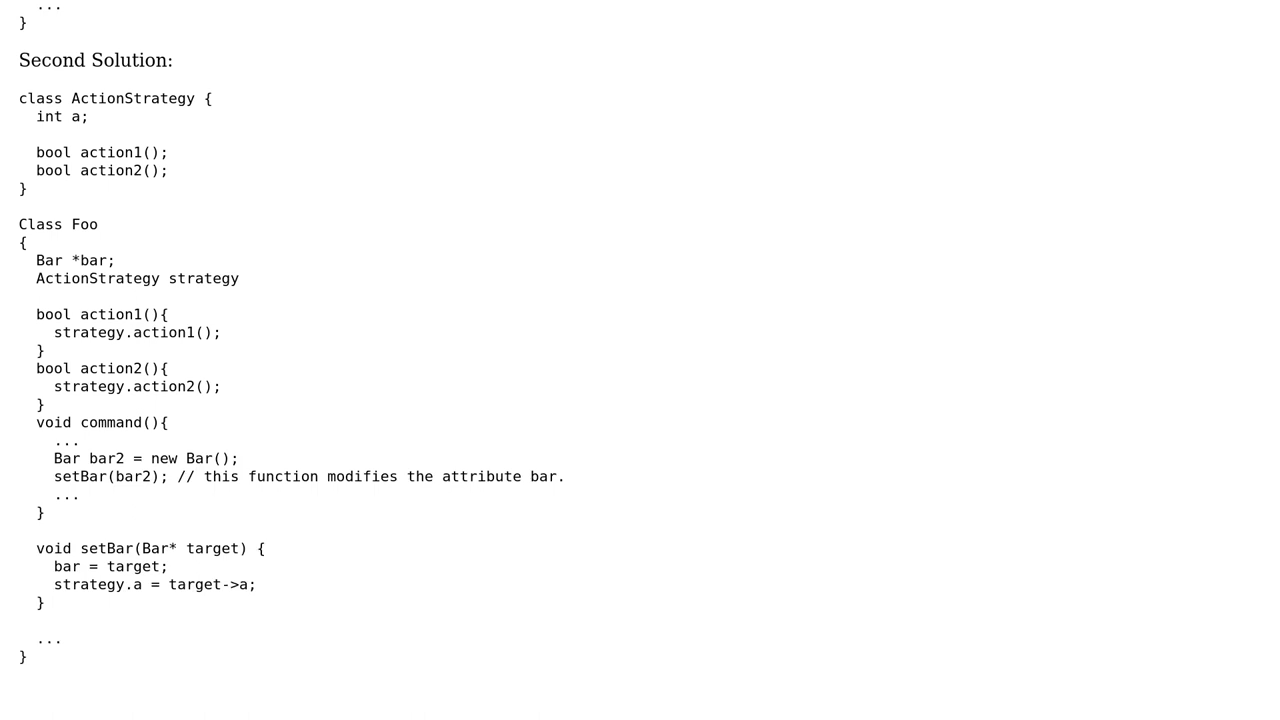 ...
}
Second Solution:
class ActionStrategy {
  int a;

  bool action1();
  bool action2();
}

Class Foo
{
  Bar *bar;
  ActionStrategy strategy

  bool action1(){
    strategy.action1();
  }
  bool action2(){
    strategy.action2();
  }
  void command(){
    ...
    Bar bar2 = new Bar();
    setBar(bar2); // this function modifies the attribute bar.
    ...
  }

  void setBar(Bar* target) {
    bar = target;
    strategy.a = target->a;
  }

  ...
}